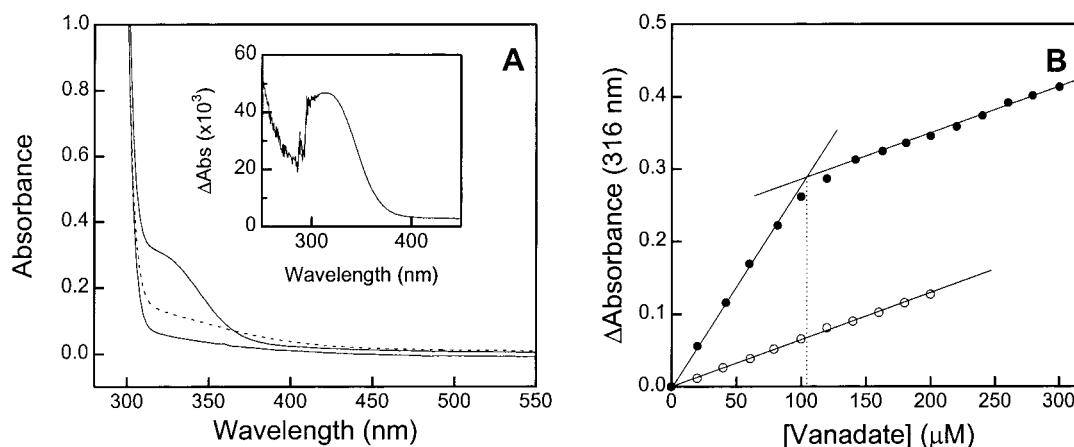 A
Absorbance
1.0
0.8
0.6
0.4
0.2
0.0
300 350 400 450 500 550
Wavelength (nm)
ΔAbs (x10³)
60
40
20
0
300 400
Wavelength (nm)
B
ΔAbsorbance (316 nm)
0.5
0.4
0.3
0.2
0.1
0.0
0 50 100 150 200 250 300
[Vanadate] (μM)